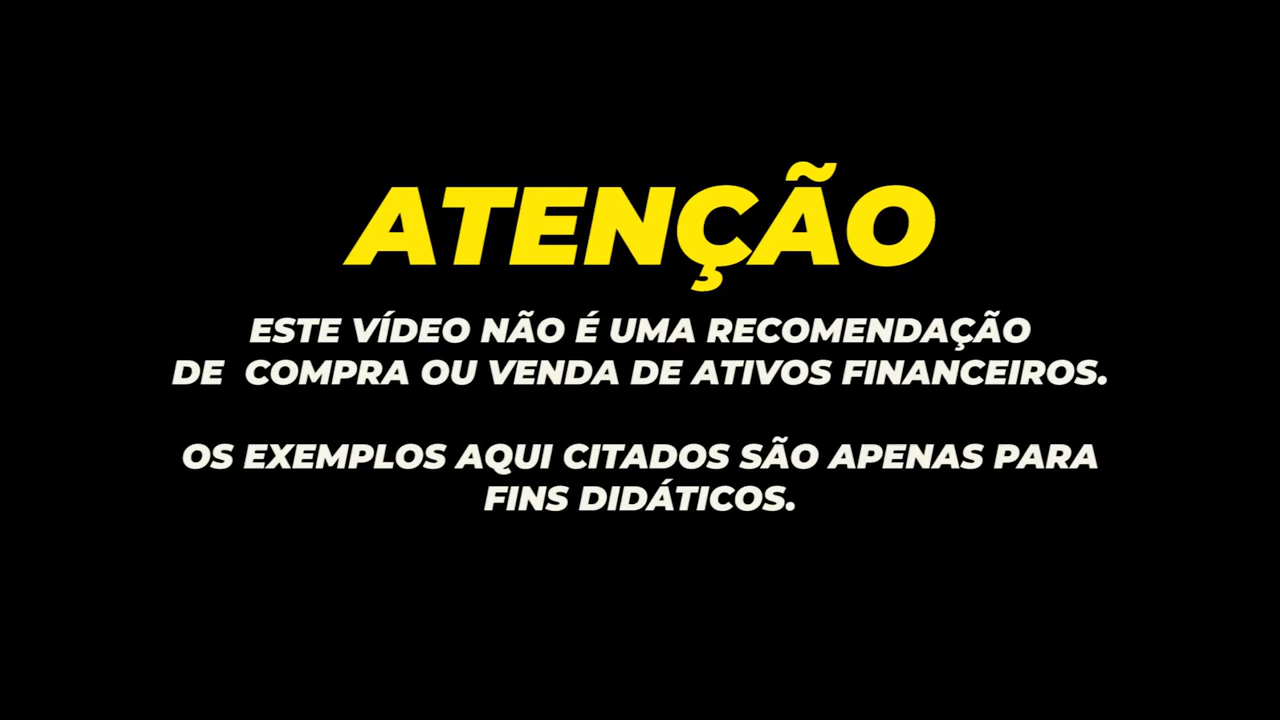 ATENÇÃO
ESTE VÍDEO NÃO É UMA RECOMENDAÇÃO
DE  COMPRA OU VENDA DE ATIVOS FINANCEIROS.
OS EXEMPLOS AQUI CITADOS SÃO APENAS PARA
FINS DIDÁTICOS.